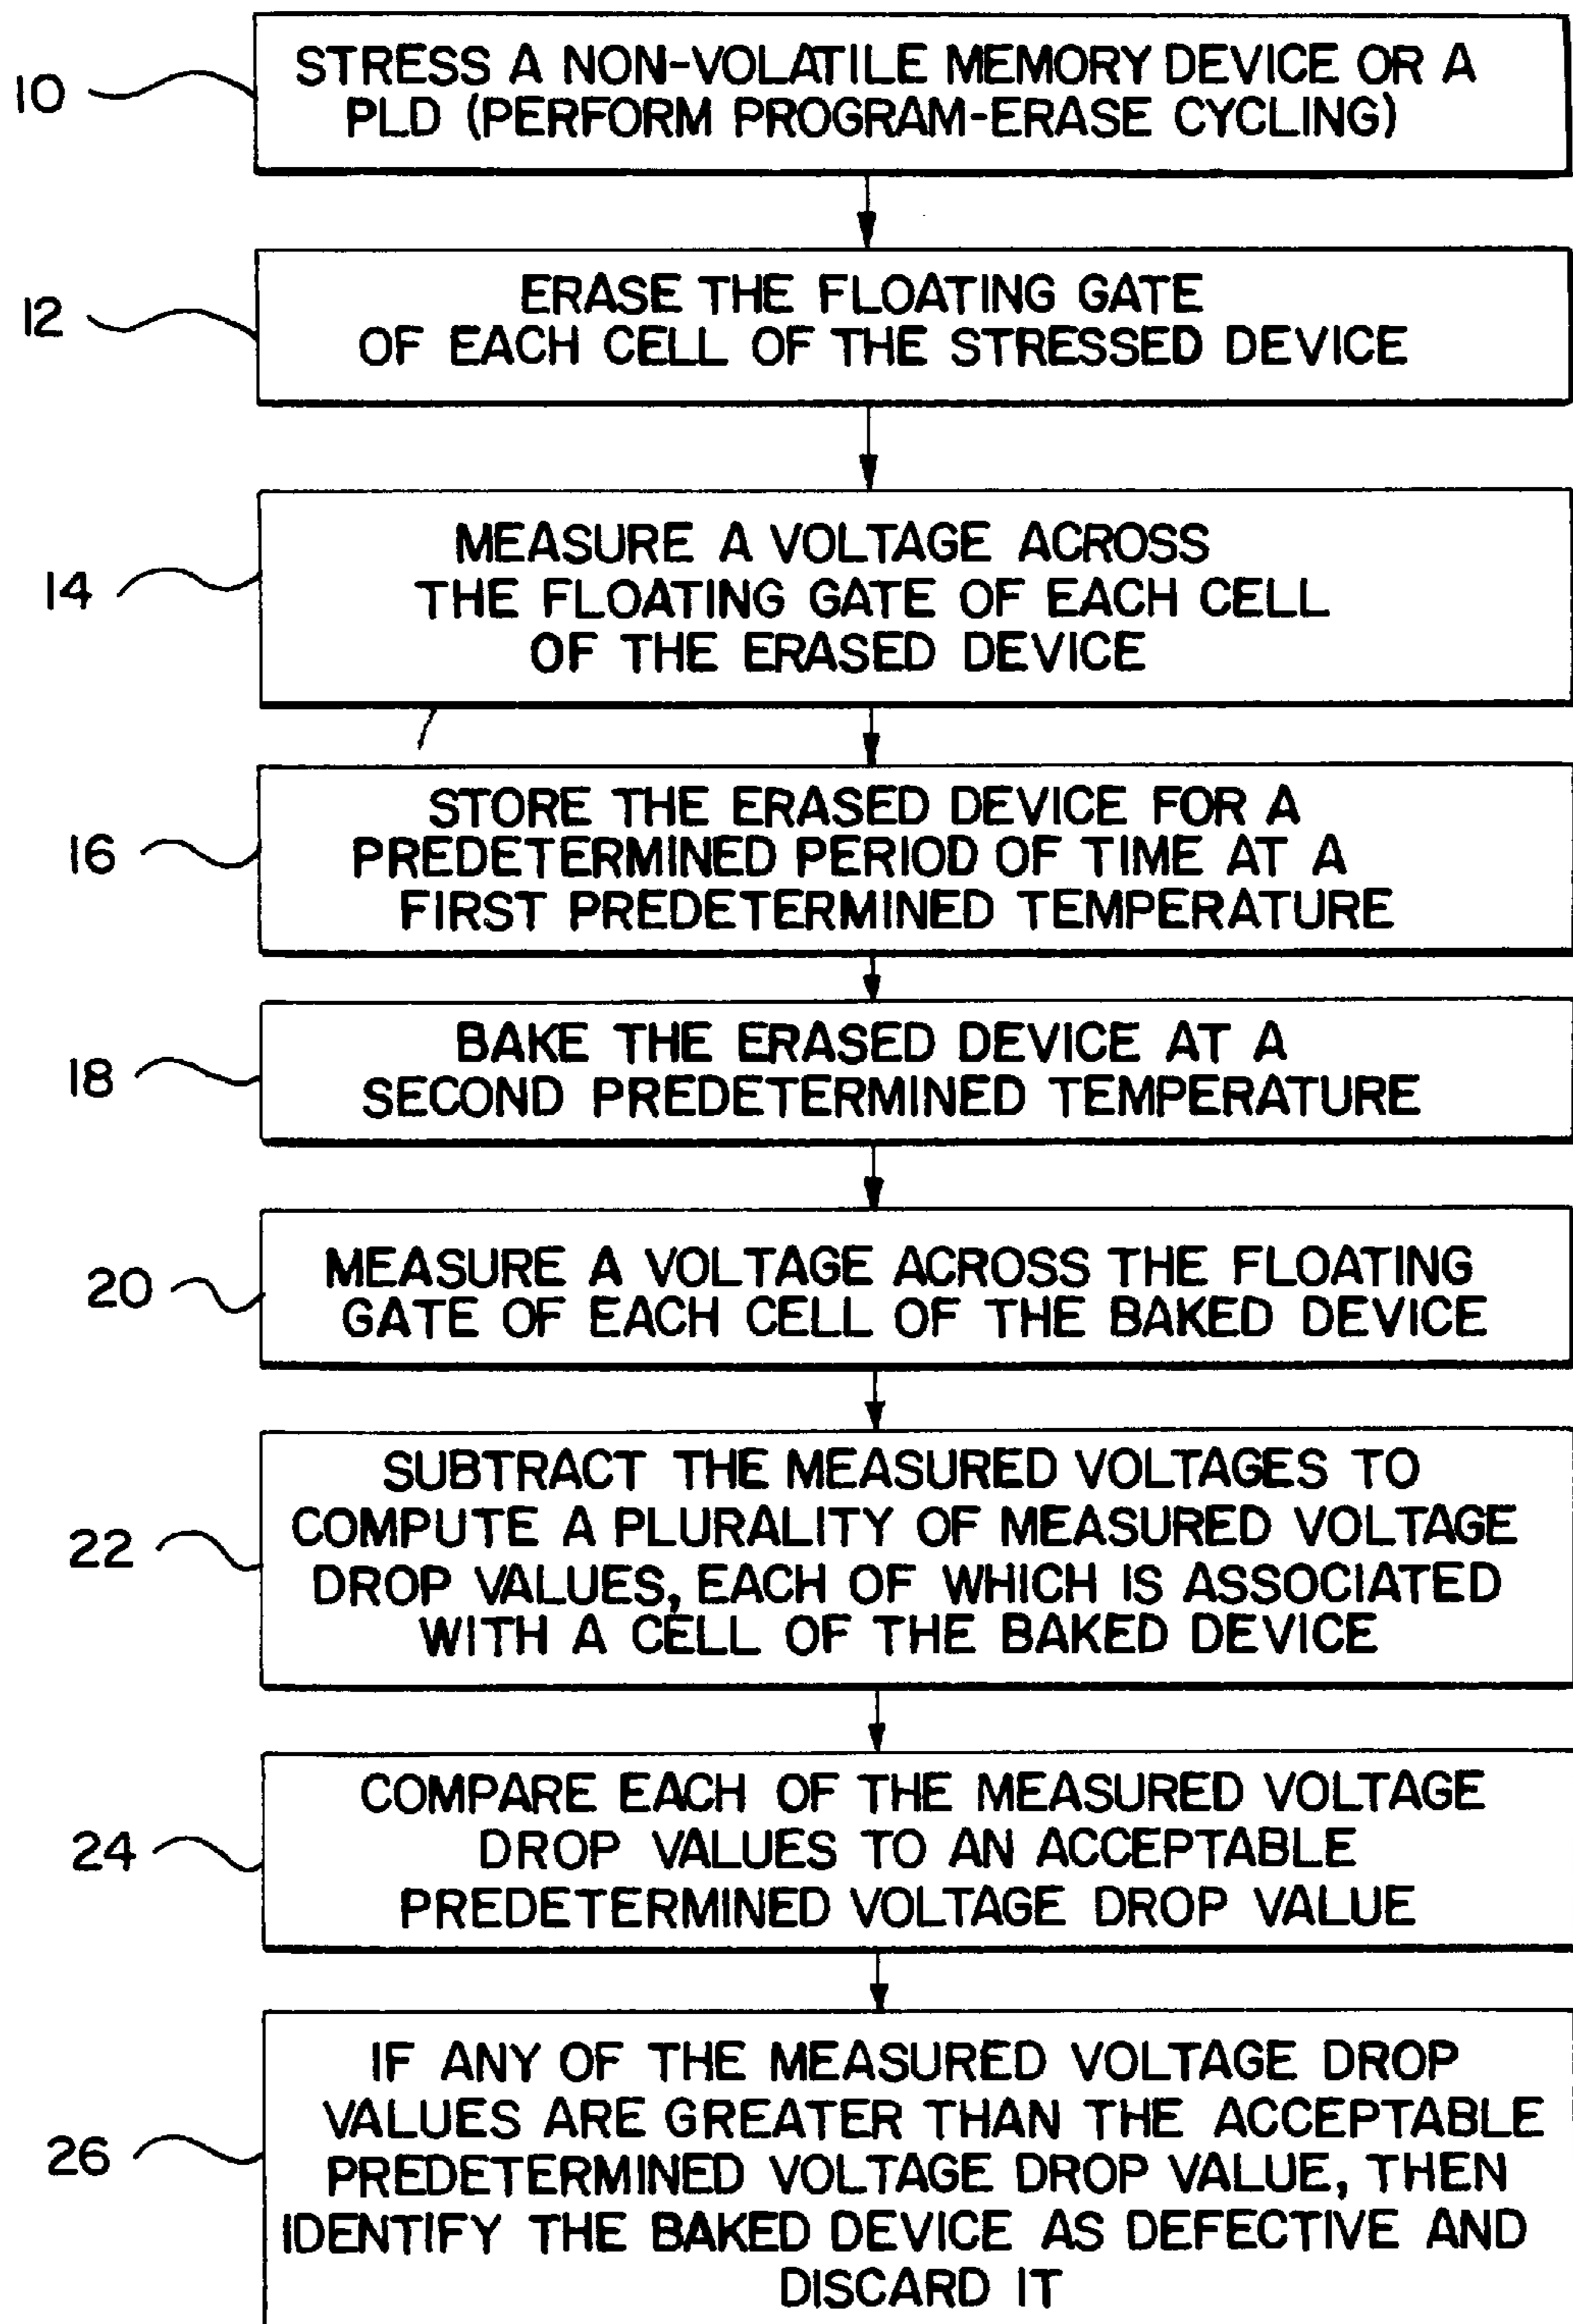 10
STRESS A NON-VOLATILE MEMORY DEVICE OR A
PLD (PERFORM PROGRAM-ERASE CYCLING)
12
ERASE THE FLOATING GATE
OF EACH CELL OF THE STRESSED DEVICE
14
MEASURE A VOLTAGE ACROSS
THE FLOATING GATE OF EACH CELL
OF THE ERASED DEVICE
16
STORE THE ERASED DEVICE FOR A
PREDETERMINED PERIOD OF TIME AT A
FIRST PREDETERMINED TEMPERATURE
18
BAKE THE ERASED DEVICE AT A
SECOND PREDETERMINED TEMPERATURE
20
MEASURE A VOLTAGE ACROSS THE FLOATING
GATE OF EACH CELL OF THE BAKED DEVICE
22
SUBTRACT THE MEASURED VOLTAGES TO
COMPUTE A PLURALITY OF MEASURED VOLTAGE
DROP VALUES, EACH OF WHICH IS ASSOCIATED
WITH A CELL OF THE BAKED DEVICE
24
COMPARE EACH OF THE MEASURED VOLTAGE
DROP VALUES TO AN ACCEPTABLE
PREDETERMINED VOLTAGE DROP VALUE
26
IF ANY OF THE MEASURED VOLTAGE DROP
VALUES ARE GREATER THAN THE ACCEPTABLE
PREDETERMINED VOLTAGE DROP VALUE, THEN
IDENTIFY THE BAKED DEVICE AS DEFECTIVE AND
DISCARD IT